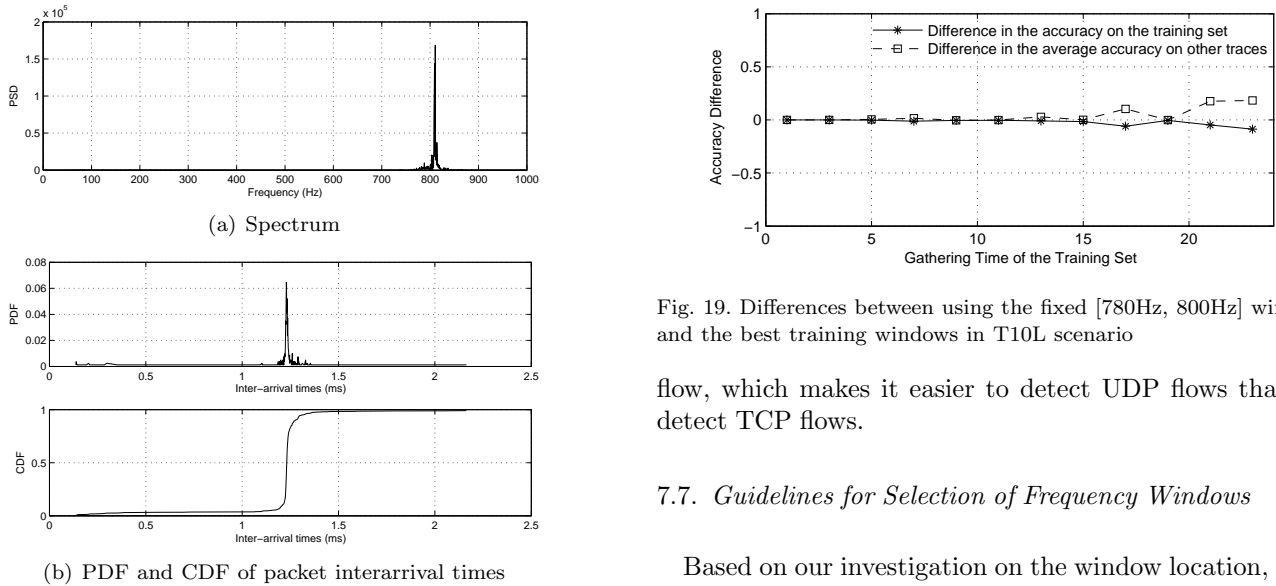 2
x 10^5
1.5
PSD
1
0.5
0
0 100 200 300 400 500 600 700 800 900 1000
Frequency (Hz)
(a) Spectrum
0.08
0.06
PDF
0.04
0.02
0
0 0.5 1 1.5 2 2.5
Inter−arrival times (ms)
1
CDF
0.5
0
0 0.5 1 1.5 2 2.5
Inter−arrival times (ms)
(b) PDF and CDF of packet interarrival times
1
Difference in the accuracy on the training set
Difference in the average accuracy on other traces
0.5
Accuracy Difference
0
−0.5
−1
0 5 10 15 20
Gathering Time of the Training Set
Fig. 19. Differences between using the fixed [780Hz, 800Hz]
and the best training windows in T10L scenario
flow, which makes it easier to detect UDP flows
detect TCP flows.
7.7. Guidelines for Selection of Frequency Windows
Based on our investigation on the window location,